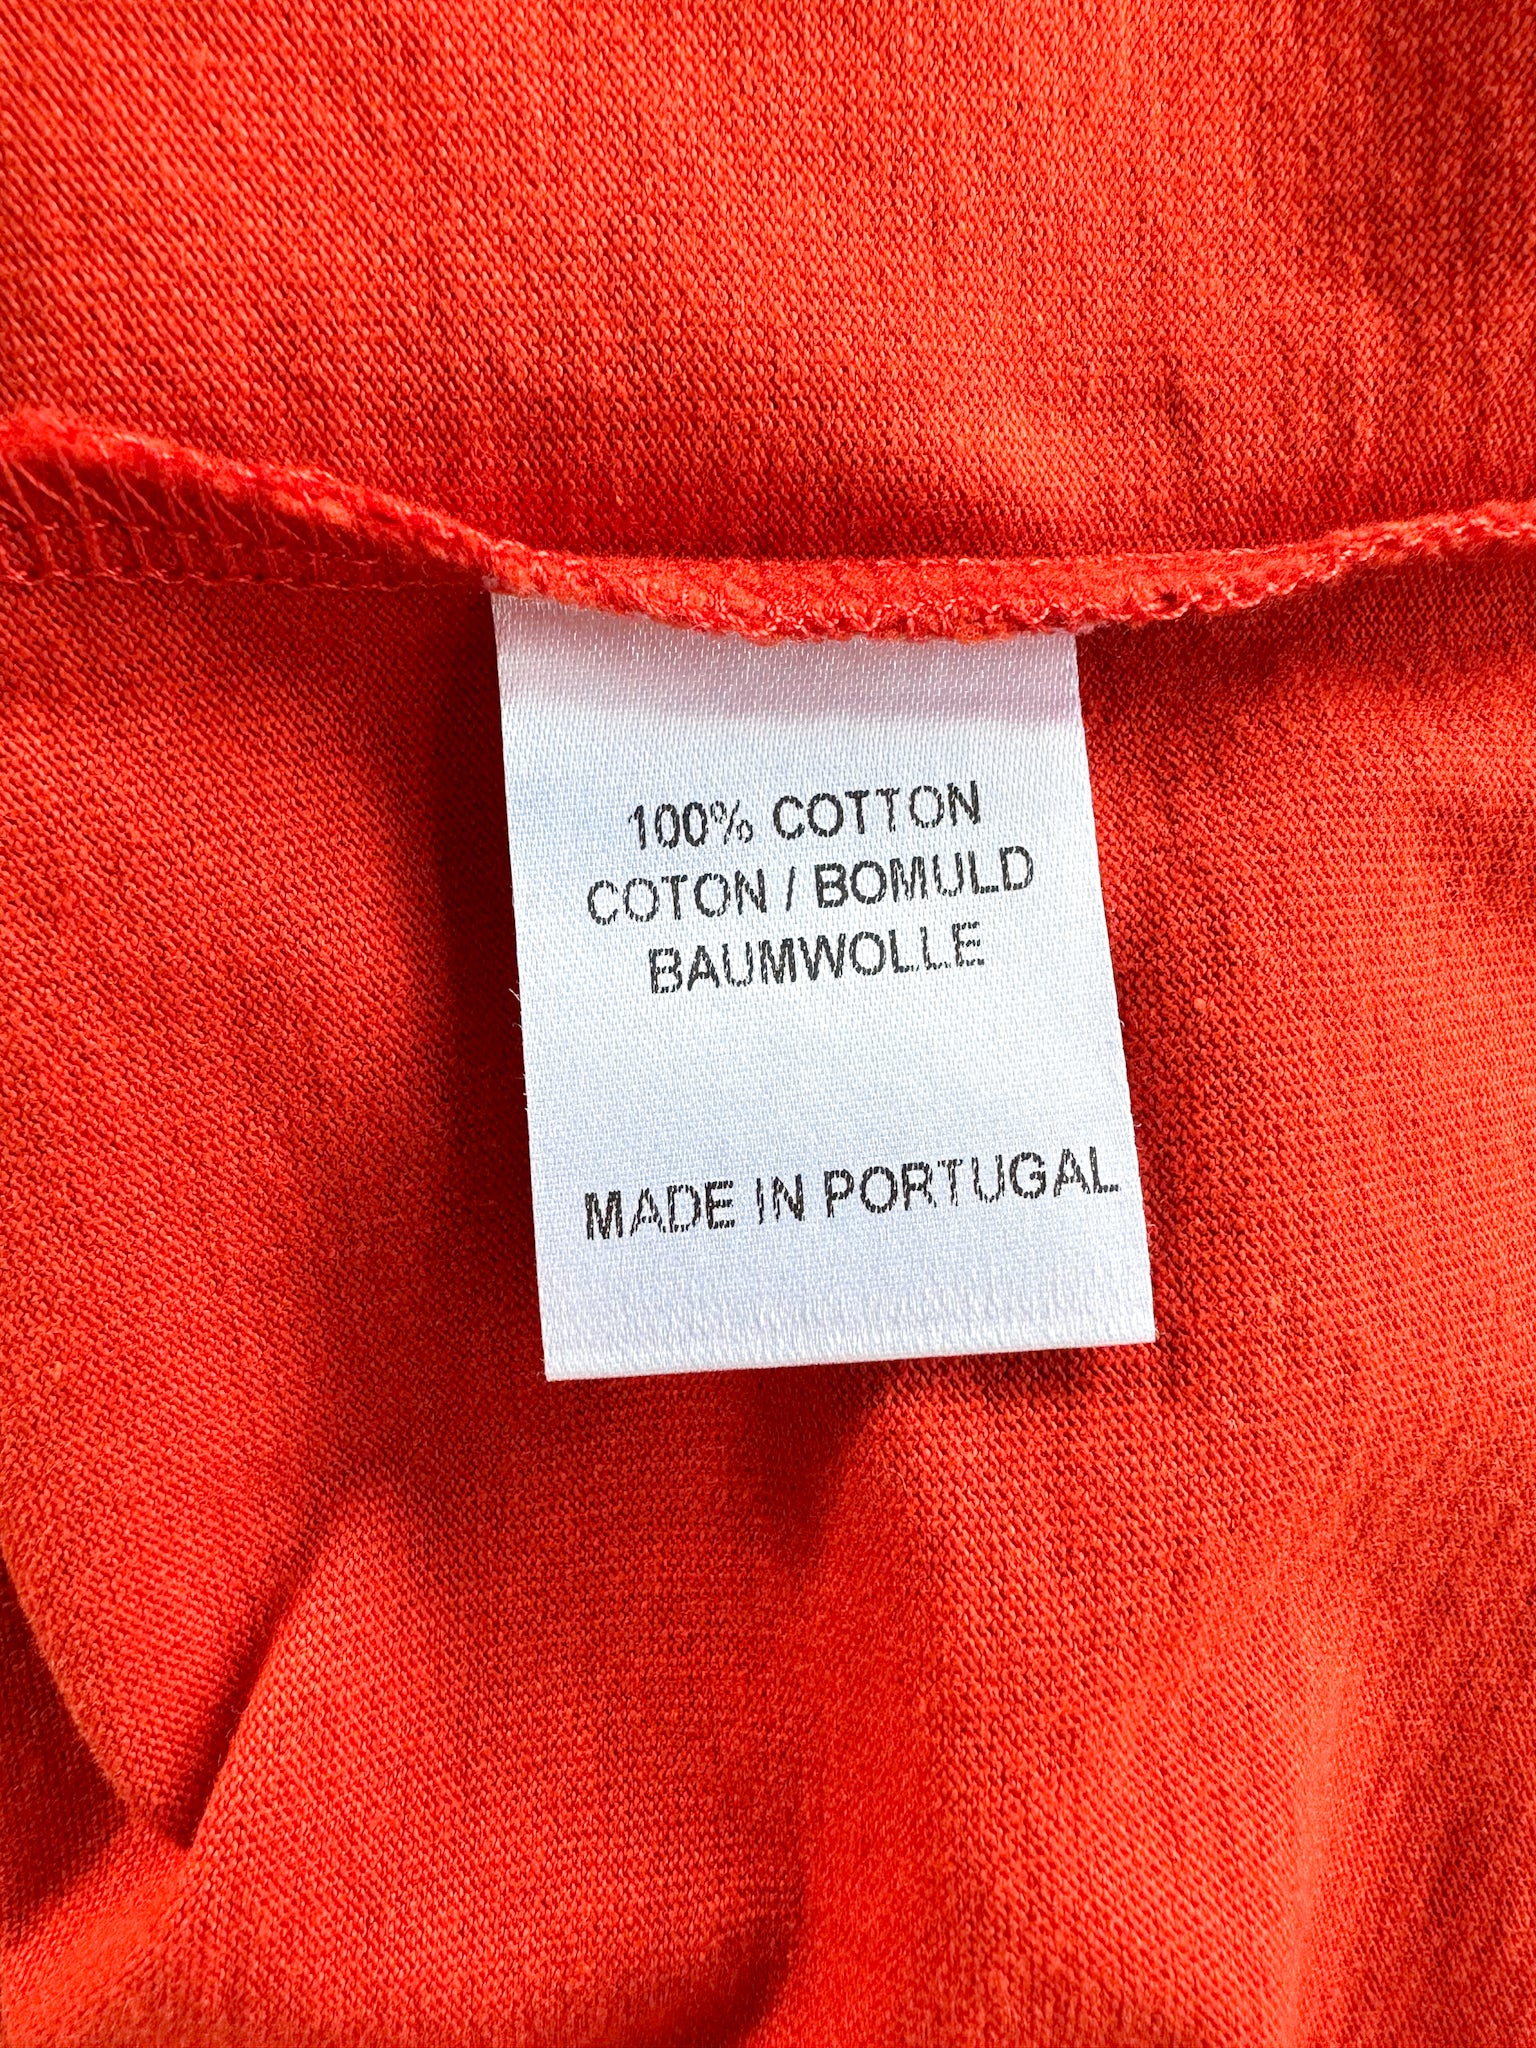 100% COTTON
COTON / BOMULD
BAUMWOLLE
MADE IN PORTUGAL